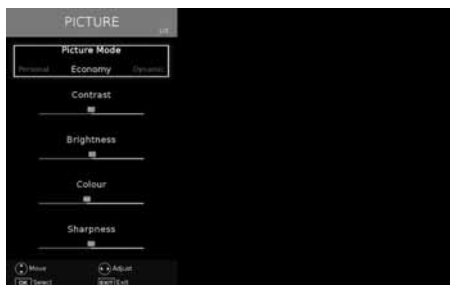 PICTURE
Picture Mode
Personal Economy Dynamic
Contrast
Brightness
Colour
Sharpness
Move Adjust
OK Select EXIT Exit